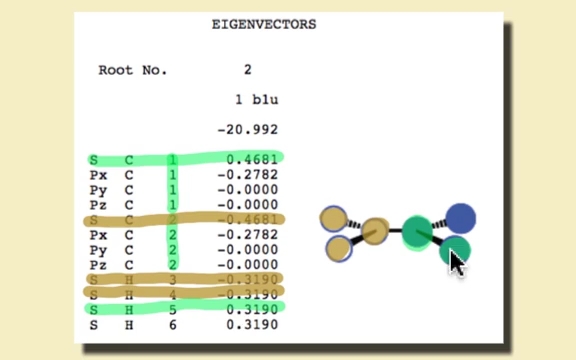 EIGENVECTORS
Root No. 2
1 blu
-20.992
S C 1 0.4681
Px C 1 -0.2782
Py C 1 -0.0000
Pz C 1 -0.0000
S C 2 -0.4681
Px C 2 -0.2782
Py C 2 -0.0000
Pz C 2 -0.0000
S H 3 -0.3190
S H 4 -0.3190
S H 5 0.3190
S H 6 0.3190